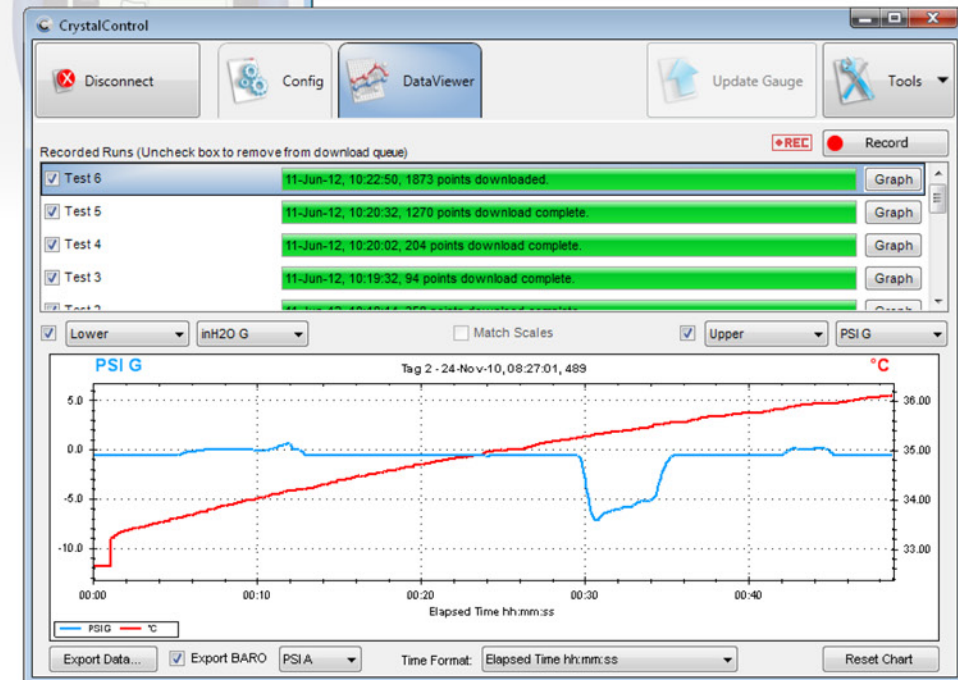 CrystalControl
Disconnect
Config
DataViewer
Update Gauge
Tools
Recorded Runs (Uncheck box to remove from download queue)
REC
Record
Test 6 11-Jun-12, 10:22:50, 1873 points downloaded. Graph
Test 5 11-Jun-12, 10:20:32, 1270 points download complete. Graph
Test 4 11-Jun-12, 10:20:02, 204 points download complete. Graph
Test 3 11-Jun-12, 10:19:32, 94 points download complete. Graph
Lower inH2O G Match Scales Upper PSI G
PSI G Tag 2 - 24-Nov-10, 08:27:01, 489 °C
5.0 36.00
0.0 35.00
-5.0 34.00
-10.0 33.00
00:00 00:10 00:20 00:30 00:40
Elapsed Time hh:mm:ss
PSI G °C
Export Data... Export BARO PSI A Time Format: Elapsed Time hh:mm:ss Reset Chart